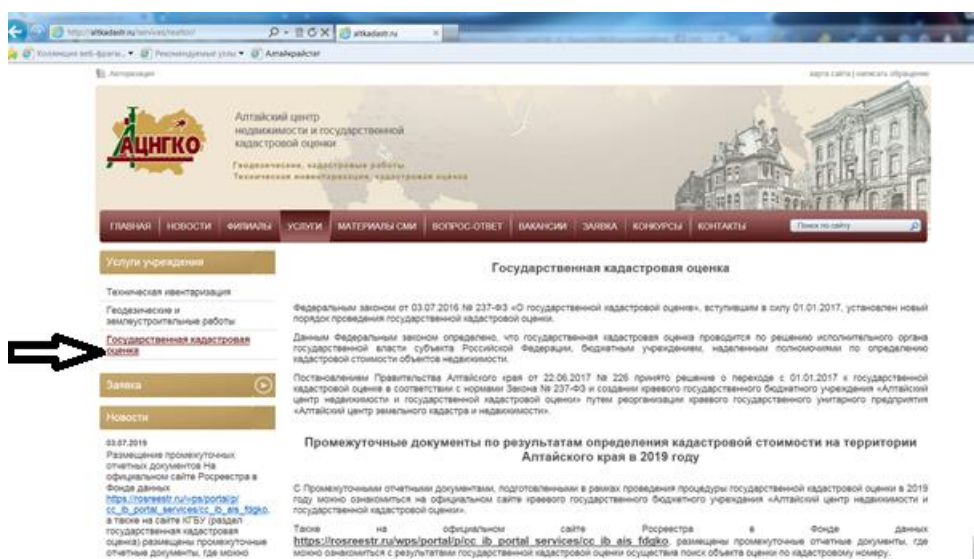 http://altkadastr.ru/services/realtor/
altkadastr.ru
Коллекция веб-фрагм...
Рекомендуемые узлы
Алтайкрайстат
Авторизация
карта сайта | написать обращение
АЦНГКО
Алтайский центр
недвижимости и государственной
кадастровой оценки
Геодезические, кадастровые работы
Техническая инвентаризация, кадастровая оценка
ГЛАВНАЯ НОВОСТИ ФИЛИАЛЫ УСЛУГИ МАТЕРИАЛЫ СМИ ВОПРОС-ОТВЕТ ВАКАНСИИ ЗАЯВКА КОНКУРСЫ КОНТАКТЫ Поиск по сайту
Услуги учреждения
Техническая ивентаризация
Геодезические и
землеустроительные работы
Государственная кадастровая
оценка
Заявка
Новости
03.07.2019
Размещение промежуточных
отчетных документов На
официальном сайте Росреестра в
Фонде данных
https://rosreestr.ru/wps/portal/p/
cc_ib_portal_services/cc_ib_ais_fdgko,
а также на сайте КГБУ (раздел
государственная кадастровая
оценка) размещены промежуточные
отчетные документы, где можно
Государственная кадастровая оценка
Федеральным законом от 03.07.2016 № 237-ФЗ «О государственной кадастровой оценке», вступившим в силу 01.01.2017, установлен новый
порядок проведения государственной кадастровой оценки.
Данным Федеральным законом определено, что государственная кадастровая оценка проводится по решению исполнительного органа
государственной власти субъекта Российской Федерации, бюджетным учреждением, наделенным полномочиями по определению
кадастровой стоимости объектов недвижимости.
Постановлением Правительства Алтайского края от 22.06.2017 № 226 принято решение о переходе с 01.01.2017 к государственной
кадастровой оценке в соответствии с нормами Закона № 237-ФЗ и создании краевого государственного бюджетного учреждения «Алтайский
центр недвижимости и государственной кадастровой оценки» путем реорганизации краевого государственного унитарного предприятия
«Алтайский центр земельного кадастра и недвижимости».
Промежуточные документы по результатам определения кадастровой стоимости на территории
Алтайского края в 2019 году
С Промежуточными отчетными документами, подготовленными в рамках проведения процедуры государственной кадастровой оценки в 2019
году можно ознакомиться на официальном сайте краевого государственного бюджетного учреждения «Алтайский центр недвижимости и
государственной кадастровой оценки».
Также на официальном сайте Росреестра в Фонде данных
https://rosreestr.ru/wps/portal/p/cc_ib_portal_services/cc_ib_ais_fdgko, размещены промежуточные отчетные документы, где
можно ознакомиться с результатами государственной кадастровой оценки осуществив поиск объекта оценки по кадастровому номеру.